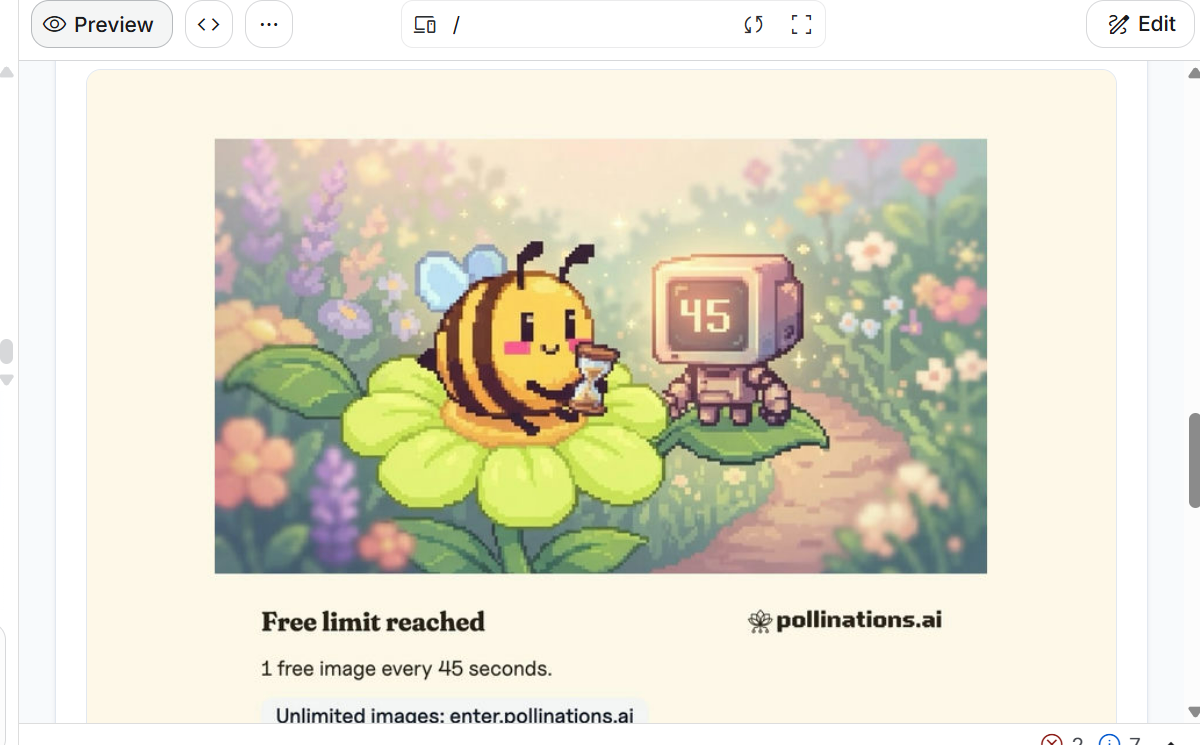 Preview
/
Edit
45
Free limit reached
pollinations.ai
1 free image every 45 seconds.
Unlimited images: enter.pollinations.ai